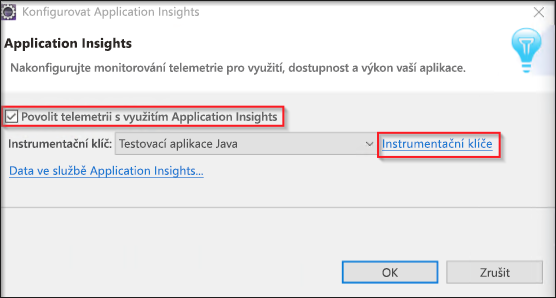 Konfigurovat Application Insights
Application Insights
Nakonfigurujte monitorování telemetrie pro využití, dostupnost a výkon vaší aplikace.
Povolit telemetrii s využitím Application Insights
Instrumentační klíč: Testovací aplikace Java Instrumentační klíče
Data ve službě Application Insights...
OK Zrušit